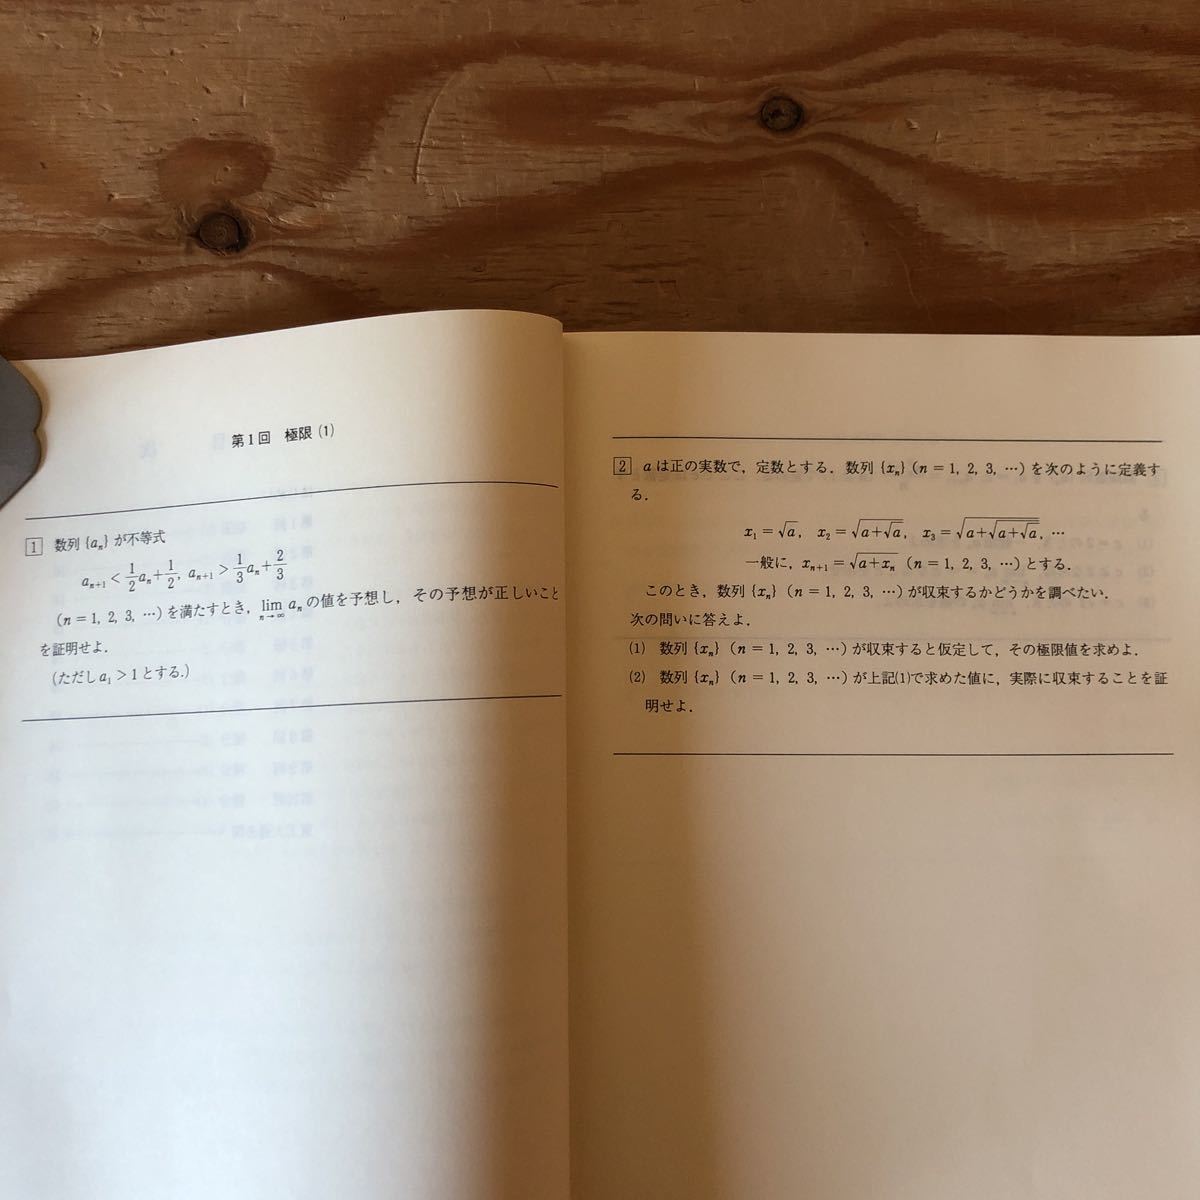 第1回 極限 (1)
1 数列 {aₙ} が不等式
aₙ₊₁ < 1/2 aₙ + 1/2, aₙ₊₁ > 1/3 aₙ + 2/3
(n = 1, 2, 3, …) を満たすとき, lim n→∞ aₙ の値を予想し, その予想が正しいこと
を証明せよ.
(ただし a₁ > 1 とする.)
2 a は正の実数で, 定数とする. 数列 {xₙ} (n = 1, 2, 3, …) を次のように定義す
る.
x₁ = √a, x₂ = √(a+√a), x₃ = √(a+√(a+√a)), …
一般に, xₙ₊₁ = √(a+xₙ) (n = 1, 2, 3, …) とする.
このとき, 数列 {xₙ} (n = 1, 2, 3, …) が収束するかどうかを調べたい.
次の問いに答えよ.
(1) 数列 {xₙ} (n = 1, 2, 3, …) が収束すると仮定して, その極限値を求めよ.
(2) 数列 {xₙ} (n = 1, 2, 3, …) が上記(1)で求めた値に, 実際に収束することを証
明せよ.